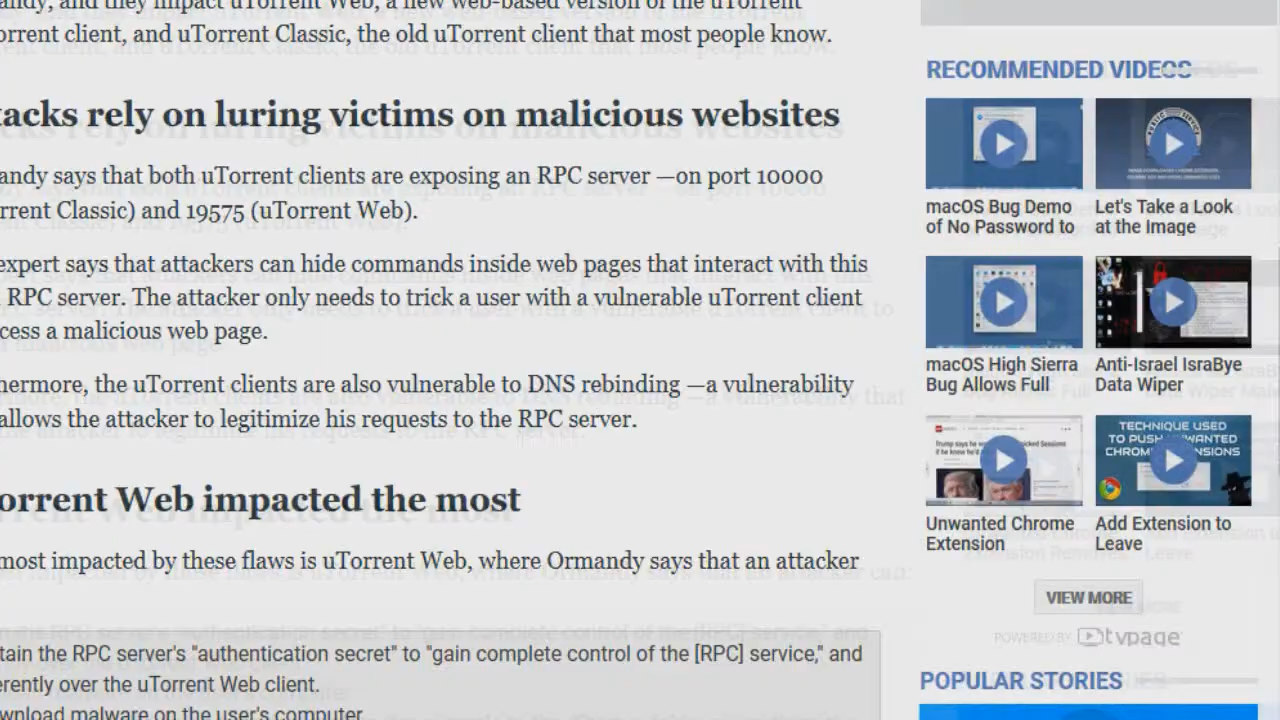 andy, and they impact uTorrent Web, a new web-based version of the uTorrent
orrent client, and uTorrent Classic, the old uTorrent client that most people know.
tacks rely on luring victims on malicious websites
andy says that both uTorrent clients are exposing an RPC server —on port 10000
rrent Classic) and 19575 (uTorrent Web).
expert says that attackers can hide commands inside web pages that interact with this
RPC server. The attacker only needs to trick a user with a vulnerable uTorrent client
cess a malicious web page.
hermore, the uTorrent clients are also vulnerable to DNS rebinding —a vulnerability
allows the attacker to legitimize his requests to the RPC server.
orrent Web impacted the most
most impacted by these flaws is uTorrent Web, where Ormandy says that an attacker
tain the RPC server's "authentication secret" to "gain complete control of the [RPC] service," and
erently over the uTorrent Web client.
wnload malware on the user's computer
RECOMMENDED VIDEOS
macOS Bug Demo
of No Password to
Let's Take a Look
at the Image
macOS High Sierra
Bug Allows Full
Anti-Israel IsraBye
Data Wiper
TECHNIQUE USED
TO PUSH UNWANTED
CHROME EXTENSIONS
Unwanted Chrome
Extension
Add Extension to
Leave
VIEW MORE
POWERED BY tvpage
POPULAR STORIES